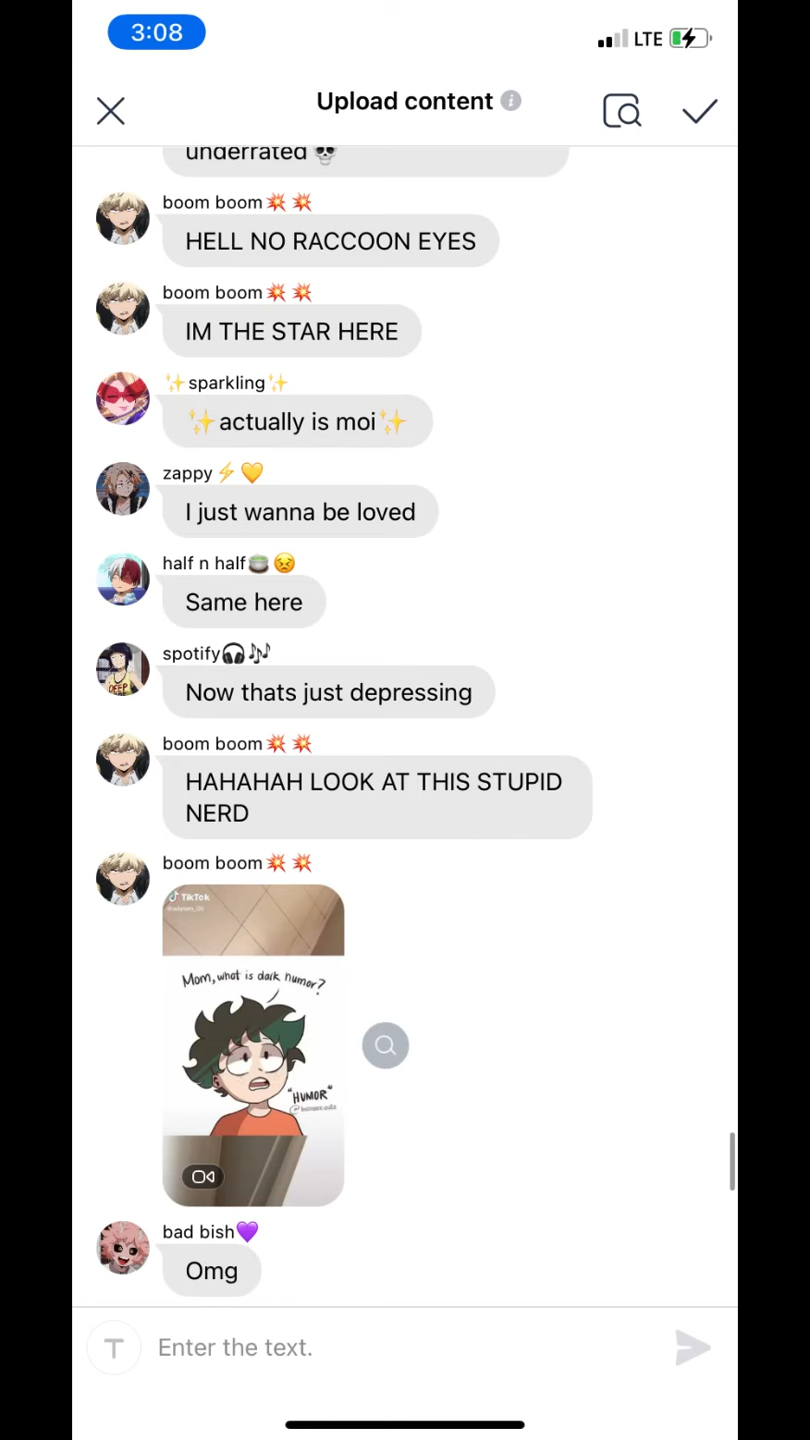 3:08
LTE
Upload content
underrated💀
boom boom💥💥
HELL NO RACCOON EYES
boom boom💥💥
IM THE STAR HERE
✨sparkling✨
✨actually is moi✨
zappy⚡💛
I just wanna be loved
half n half🍵😣
Same here
spotify🎧🎶
Now thats just depressing
boom boom💥💥
HAHAHAH LOOK AT THIS STUPID
NERD
boom boom💥💥
TikTok
Mom, what is dark humor?
"HUMOR"
bad bish💜
Omg
T
Enter the text.